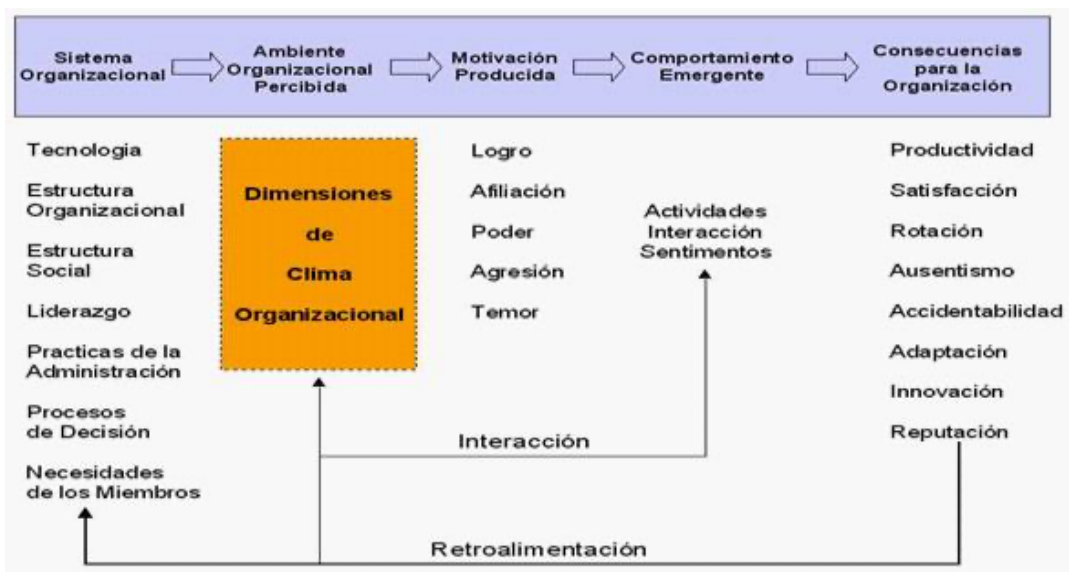 Sistema
Organizacional
Ambiente
Organizacional
Percibida
Motivación
Producida
Comportamiento
Emergente
Consecuencias
para la
Organización
Tecnologia
Estructura
Organizacional
Estructura
Social
Liderazgo
Practicas de la
Administración
Procesos
de Decisión
Necesidades
de los Miembros
Dimensiones
de
Clima
Organizacional
Logro
Afiliación
Poder
Agresión
Temor
Actividades
Interacción
Sentimentos
Productividad
Satisfacción
Rotación
Ausentismo
Accidentabilidad
Adaptación
Innovación
Reputación
Interacción
Retroalimentación